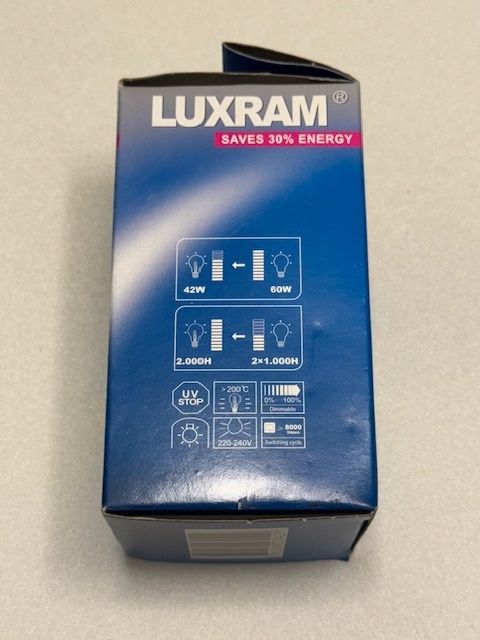 LUXRAM®
SAVES 30% ENERGY
42W
60W
2.000H
2×1.000H
UV STOP
>200°C
0%--100%
Dimmable
220-240V
> 8000
times
Switching cycle